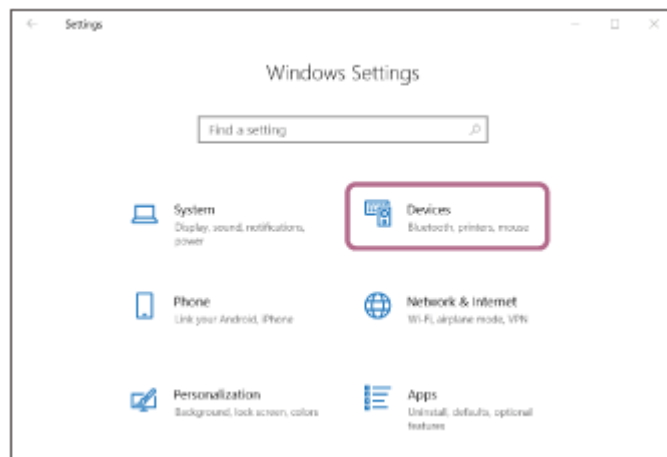 Settings
Windows Settings
Find a setting
System
Display, sound, notifications,
power
Devices
Bluetooth, printers, mouse
Phone
Link your Android, iPhone
Network & Internet
Wi-Fi, airplane mode, VPN
Personalization
Background, lock screen, colors
Apps
Uninstall, defaults, optional
features